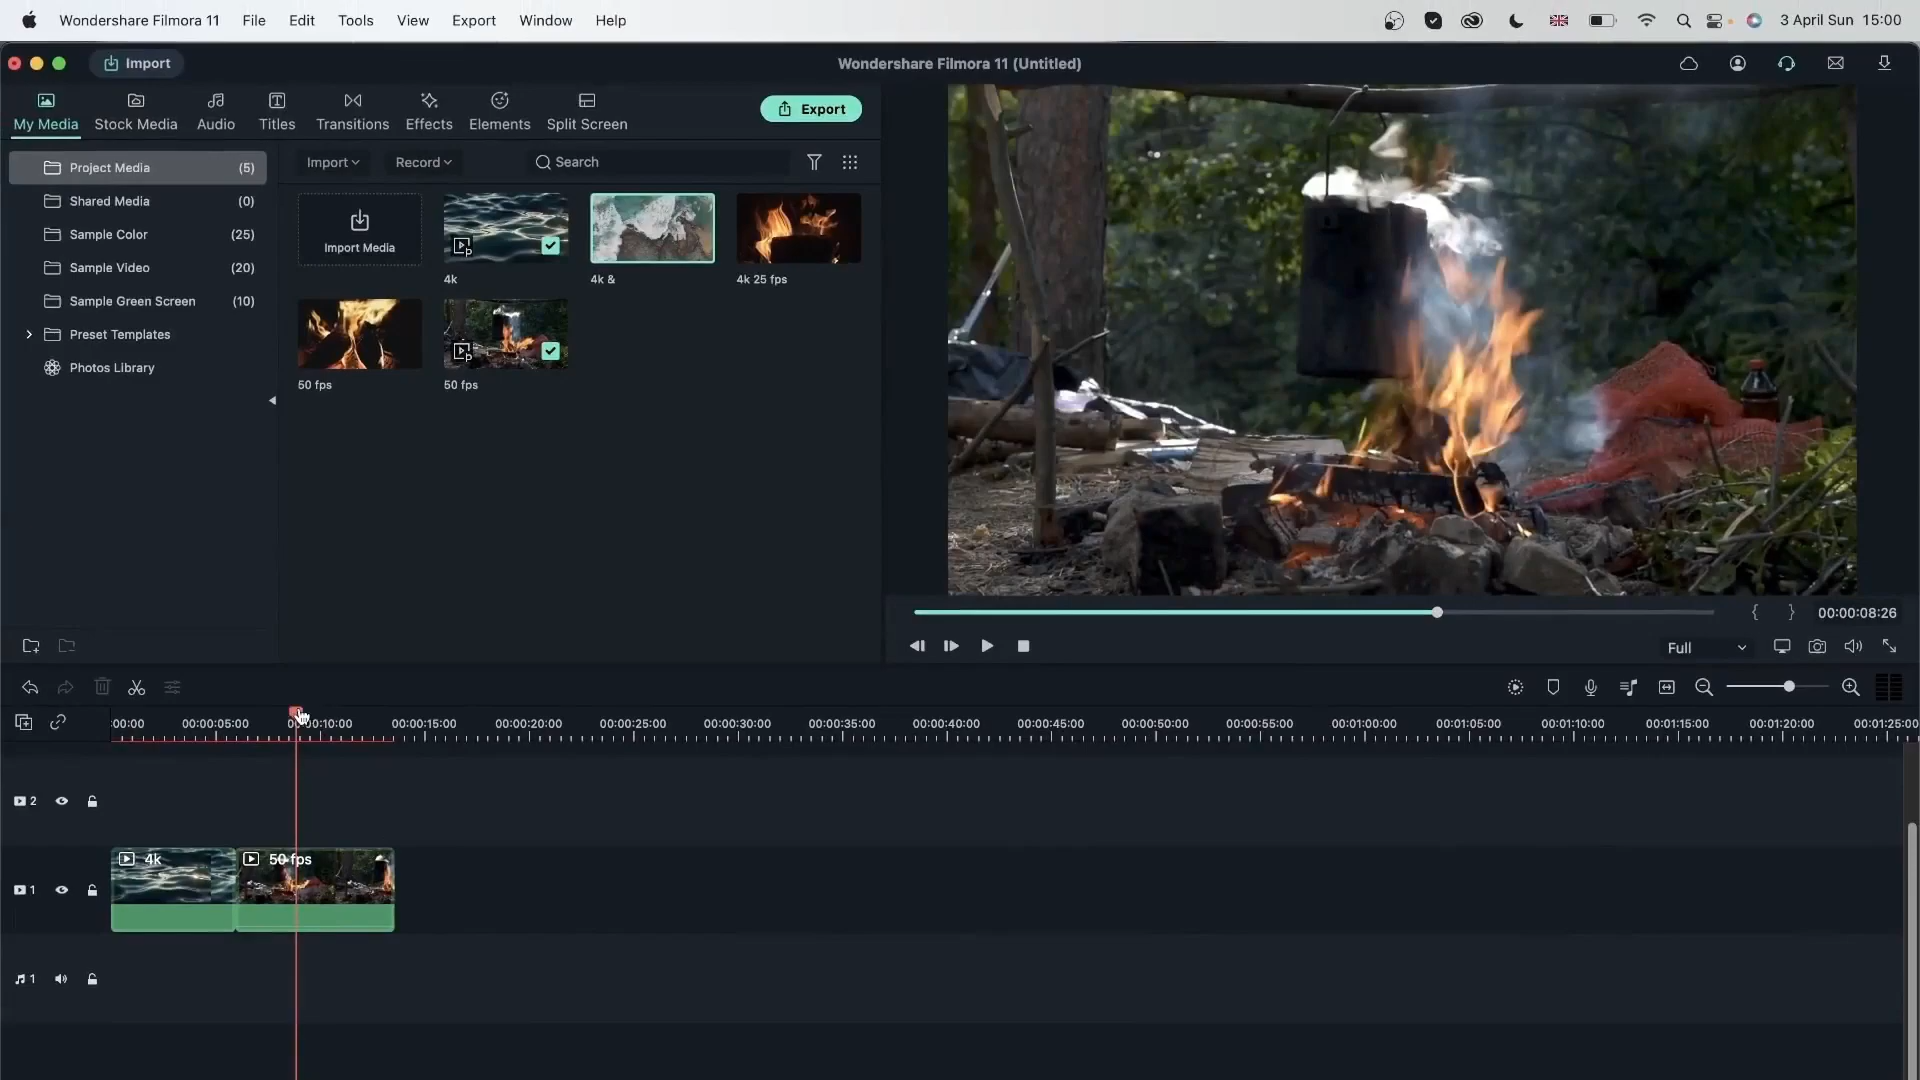 Wondershare Filmora 11 File Edit Tools View Export Window Help 3 April Sun 15:00
Import Wondershare Filmora 11 (Untitled)
My Media Stock Media Audio Titles Transitions Effects Elements Split Screen Export
Project Media (5) Import Record Search
Shared Media (0)
Sample Color (25)
Sample Video (20)
Sample Green Screen (10)
Preset Templates
Photos Library
Import Media
4k 4k & 4k 25 fps
50 fps 50 fps
{ } 00:00:08:26
Full
:00:00 00:00:05:00 00:00:10:00 00:00:15:00 00:00:20:00 00:00:25:00 00:00:30:00 00:00:35:00 00:00:40:00 00:00:45:00 00:00:50:00 00:00:55:00 00:01:00:00 00:01:05:00 00:01:10:00 00:01:15:00 00:01:20:00 00:01:25:00
2
4k 50 fps
1
1